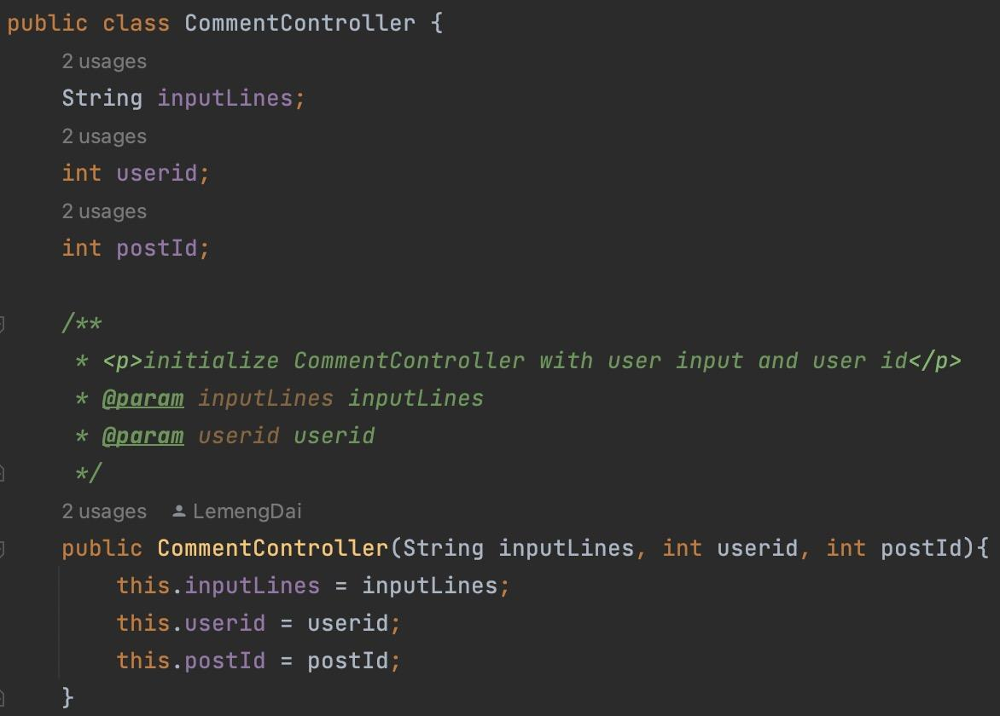 public class CommentController {
2 usages
String inputLines;
2 usages
int userid;
2 usages
int postId;
/**
* <p>initialize CommentController with user input and user id</p>
* @param inputLines inputLines
* @param userid userid
*/
2 usages LemengDai
public CommentController(String inputLines, int userid, int postId){
this.inputLines = inputLines;
this.userid = userid;
this.postId = postId;
}